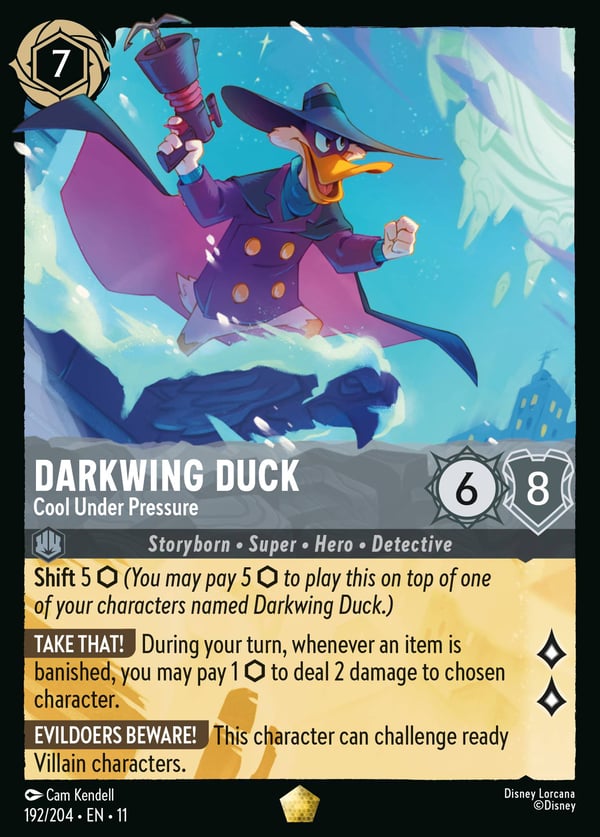 7
DARKWING DUCK
Cool Under Pressure
6
8
Storyborn • Super • Hero • Detective
Shift 5 (You may pay 5 to play this on top of one
of your characters named Darkwing Duck.)
TAKE THAT! During your turn, whenever an item is
banished, you may pay 1 to deal 2 damage to chosen
character.
EVILDOERS BEWARE! This character can challenge ready
Villain characters.
Cam Kendell
192/204 • EN • 11
Disney Lorcana
©Disney